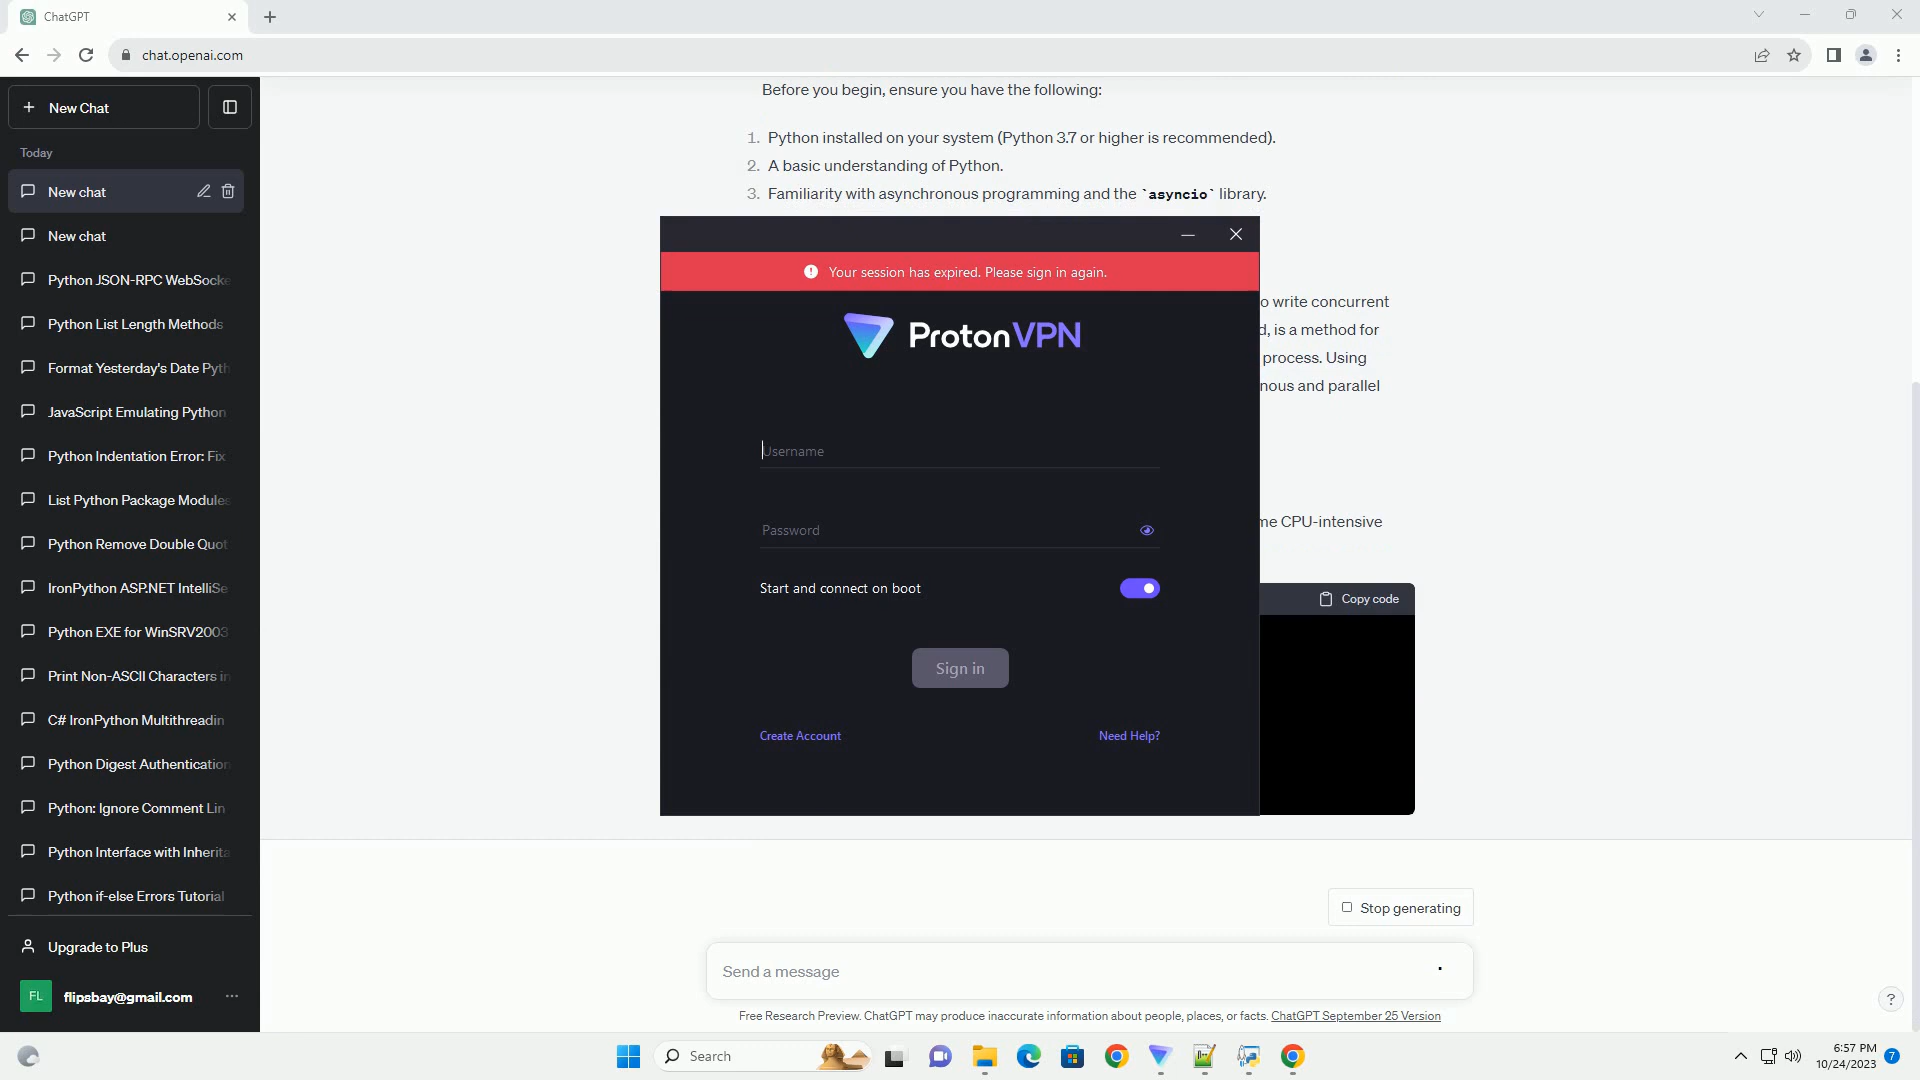 ChatGPT
chat.openai.com
New Chat
Today
New chat
New chat
Python JSON-RPC WebSocke
Python List Length Methods
Format Yesterday's Date Pyth
JavaScript Emulating Python
Python Indentation Error: Fix
List Python Package Modules
Python Remove Double Quot
IronPython ASP.NET IntelliSe
Python EXE for WinSRV2003
Print Non-ASCII Characters in
C# IronPython Multithreadin
Python Digest Authentication
Python: Ignore Comment Lin
Python Interface with Inherita
Python if-else Errors Tutorial
Upgrade to Plus
FL flipsbay@gmail.com
Before you begin, ensure you have the following:
1. Python installed on your system (Python 3.7 or higher is recommended).
2. A basic understanding of Python.
3. Familiarity with asynchronous programming and the `asyncio` library.
o write concurrent
d, is a method for
process. Using
nous and parallel
me CPU-intensive
Copy code
Your session has expired. Please sign in again.
ProtonVPN
Username
Password
Start and connect on boot
Sign in
Create Account Need Help?
Stop generating
Send a message
Free Research Preview. ChatGPT may produce inaccurate information about people, places, or facts. ChatGPT September 25 Version
?
Search
6:57 PM
10/24/2023
7